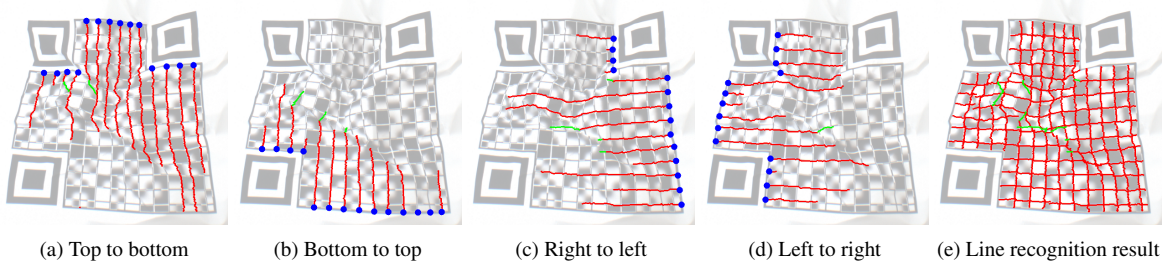 (a) Top to bottom
(b) Bottom to top
(c) Right to left
(d) Left to right
(e) Line recognition result